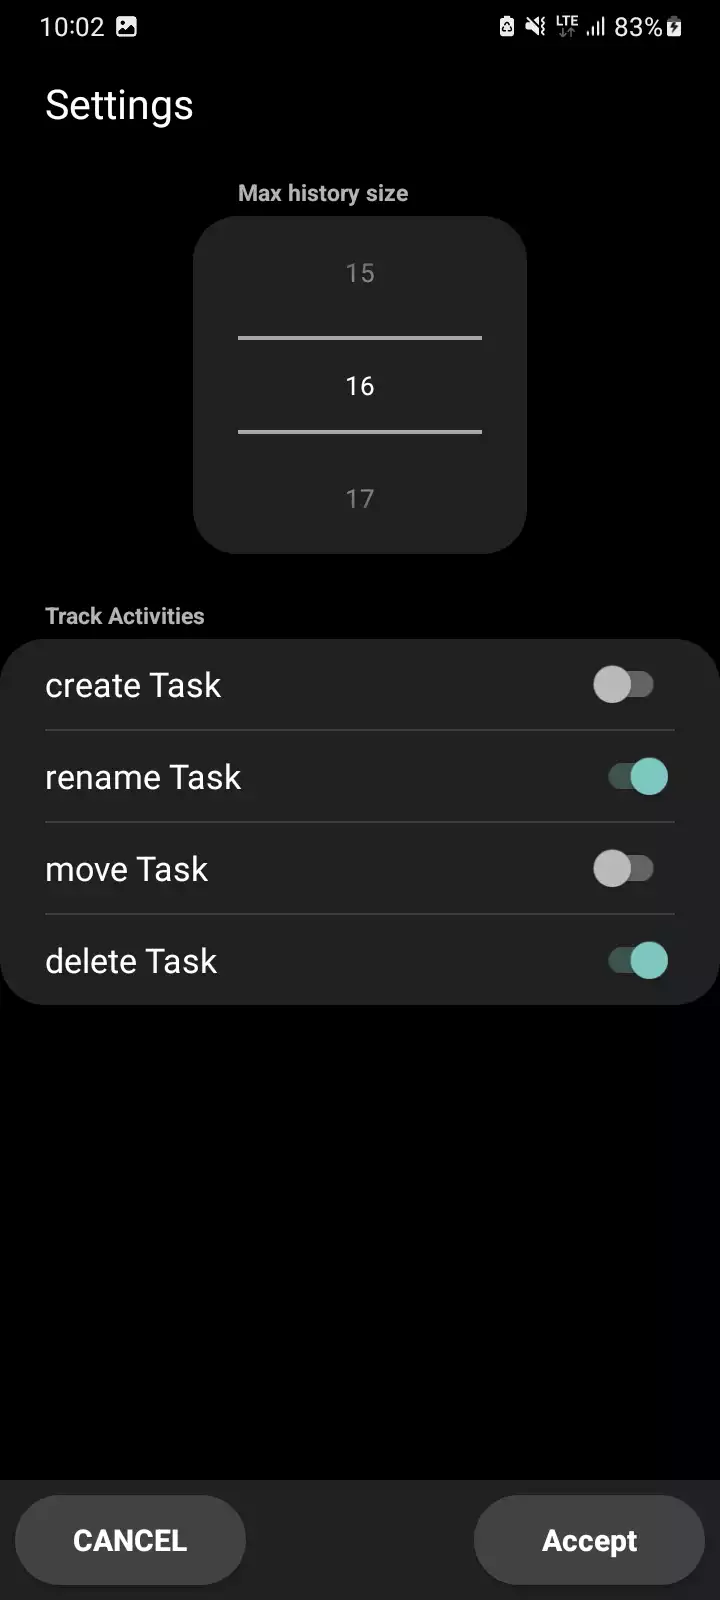 10:02 LTE 83%
Settings
Max history size
15
16
17
Track Activities
create Task
rename Task
move Task
delete Task
CANCEL Accept